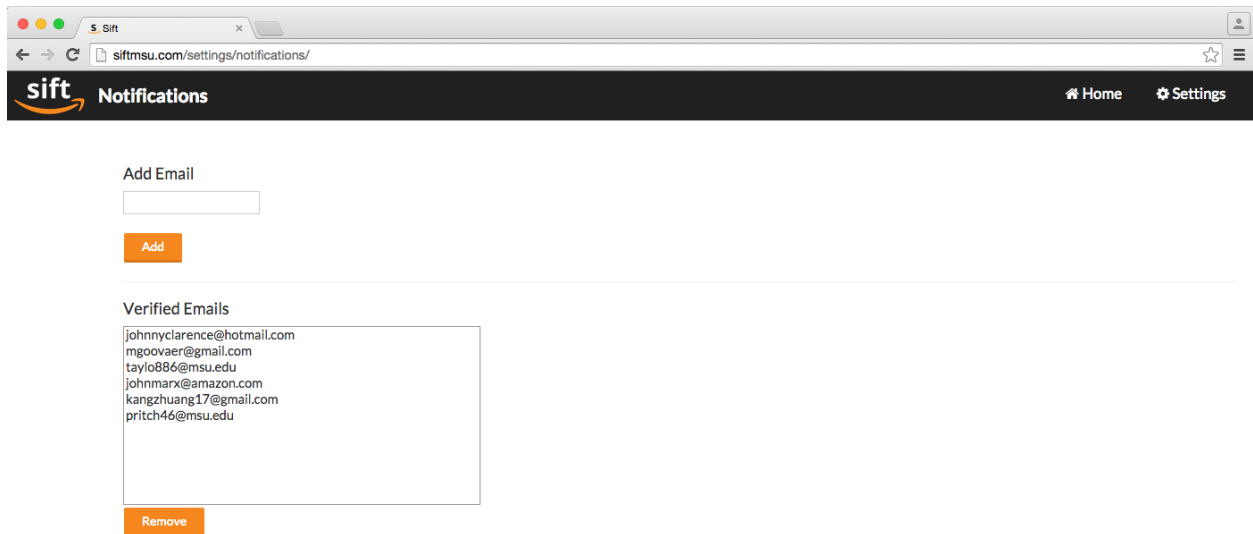 S Sift
siftmsu.com/settings/notifications/
sift Notifications Home Settings
Add Email
Add
Verified Emails
johnnyclarence@hotmail.com
mgoovaer@gmail.com
taylo886@msu.edu
johnmarx@amazon.com
kangzhuang17@gmail.com
pritch46@msu.edu
Remove